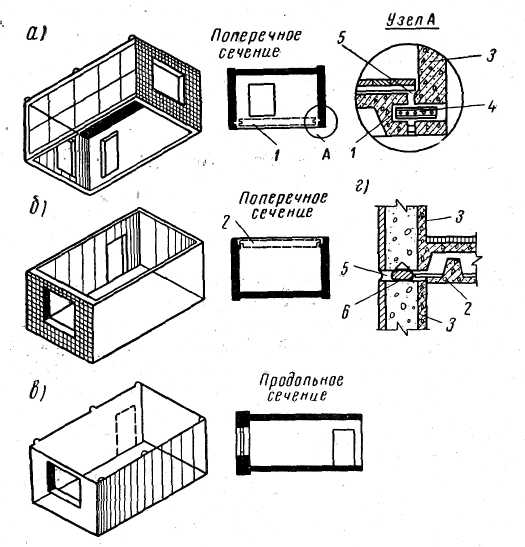 а)
Поперечное
сечение
1
А
Узел А
5
3
4
1
б)
Поперечное
сечение
2
г)
3
5
6
3
2
в)
Продольное
сечение